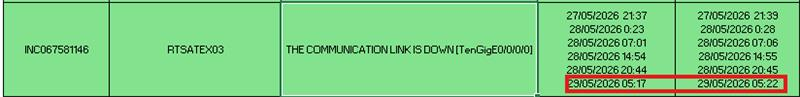 INC067581146
RTSATEX03
THE COMMUNICATION LINK IS DOWN [TenGigE0/0/0/0]
27/05/2026 21:37 27/05/2026 21:39
28/05/2026 0:23 28/05/2026 0:28
28/05/2026 07:01 28/05/2026 07:06
28/05/2026 14:54 28/05/2026 14:55
28/05/2026 20:44 28/05/2026 20:45
29/05/2026 05:17 29/05/2026 05:22